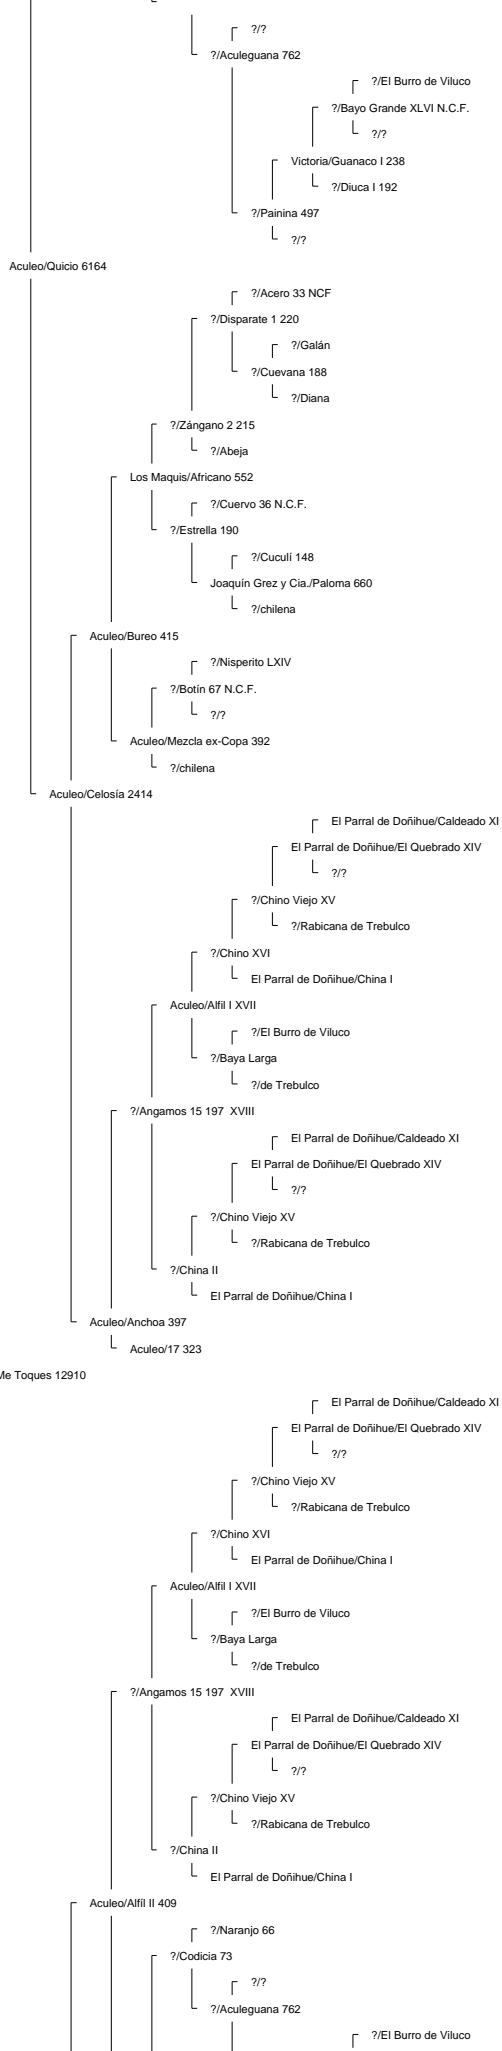 ?/?
?/Aculeguana 762
?/El Burro de Viluco
?/Bayo Grande XLVI N.C.F.
?/?
Victoria/Guanaco I 238
?/Diuca I 192
?/Painina 497
?/?
Aculeo/Quicio 6164
?/Acero 33 NCF
?/Disparate 1 220
?/Galán
?/Cuevana 188
?/Diana
?/Zángano 2 215
?/Abeja
Los Maquis/Africano 552
?/Cuervo 36 N.C.F.
?/Estrella 190
?/Cuculí 148
Joaquín Grez y Cia./Paloma 660
?/chilena
Aculeo/Bureo 415
?/Nisperito LXIV
?/Botín 67 N.C.F.
?/?
Aculeo/Mezcla ex-Copa 392
?/chilena
Aculeo/Celosía 2414
El Parral de Doñihue/Caldeado XI
El Parral de Doñihue/El Quebrado XIV
?/?
?/Chino Viejo XV
?/Rabicana de Trebulco
?/Chino XVI
El Parral de Doñihue/China I
Aculeo/Alfil I XVII
?/El Burro de Viluco
?/Baya Larga
?/de Trebulco
?/Angamos 15 197 XVIII
El Parral de Doñihue/Caldeado XI
El Parral de Doñihue/El Quebrado XIV
?/?
?/Chino Viejo XV
?/Rabicana de Trebulco
?/China II
El Parral de Doñihue/China I
Aculeo/Anchoa 397
Aculeo/17 323
Me Toques 12910
El Parral de Doñihue/Caldeado XI
El Parral de Doñihue/El Quebrado XIV
?/?
?/Chino Viejo XV
?/Rabicana de Trebulco
?/Chino XVI
El Parral de Doñihue/China I
Aculeo/Alfil I XVII
?/El Burro de Viluco
?/Baya Larga
?/de Trebulco
?/Angamos 15 197 XVIII
El Parral de Doñihue/Caldeado XI
El Parral de Doñihue/El Quebrado XIV
?/?
?/Chino Viejo XV
?/Rabicana de Trebulco
?/China II
El Parral de Doñihue/China I
Aculeo/Alfíl II 409
?/Naranjo 66
?/Codicia 73
?/?
?/Aculeguana 762
?/El Burro de Viluco